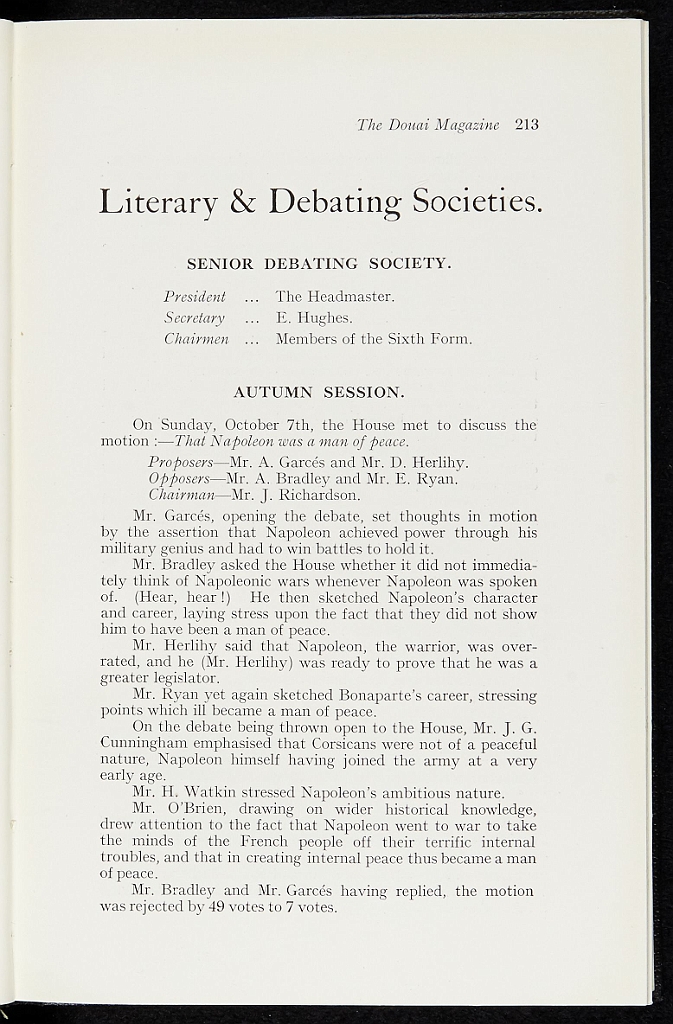 The Douai Magazine 213
Literary & Debating Societies.
SENIOR DEBATING SOCIETY.
President ... The Headmaster.
Secretary ... E. Hughes.
Chairmen ... Members of the Sixth Form.
AUTUMN SESSION.
On Sunday, October 7th, the House met to discuss the
motion :—That Napoleon was a man of peace.
Proposers—Mr. A. Garcés and Mr. D. Herlihy.
Opposers—Mr. A. Bradley and Mr. E. Ryan.
Chairman—Mr. J. Richardson.
Mr. Garcés, opening the debate, set thoughts in motion
by the assertion that Napoleon achieved power through his
military genius and had to win battles to hold it.
Mr. Bradley asked the House whether it did not immedia-
tely think of Napoleonic wars whenever Napoleon was spoken
of. (Hear, hear!) He then sketched Napoleon's character
and career, laying stress upon the fact that they did not show
him to have been a man of peace.
Mr. Herlihy said that Napoleon, the warrior, was over-
rated, and he (Mr. Herlihy) was ready to prove that he was a
greater legislator.
Mr. Ryan yet again sketched Bonaparte's career, stressing
points which ill became a man of peace.
On the debate being thrown open to the House, Mr. J. G.
Cunningham emphasised that Corsicans were not of a peaceful
nature, Napoleon himself having joined the army at a very
early age.
Mr. H. Watkin stressed Napoleon's ambitious nature.
Mr. O'Brien, drawing on wider historical knowledge,
drew attention to the fact that Napoleon went to war to take
the minds of the French people off their terrific internal
troubles, and that in creating internal peace thus became a man
of peace.
Mr. Bradley and Mr. Garcés having replied, the motion
was rejected by 49 votes to 7 votes.